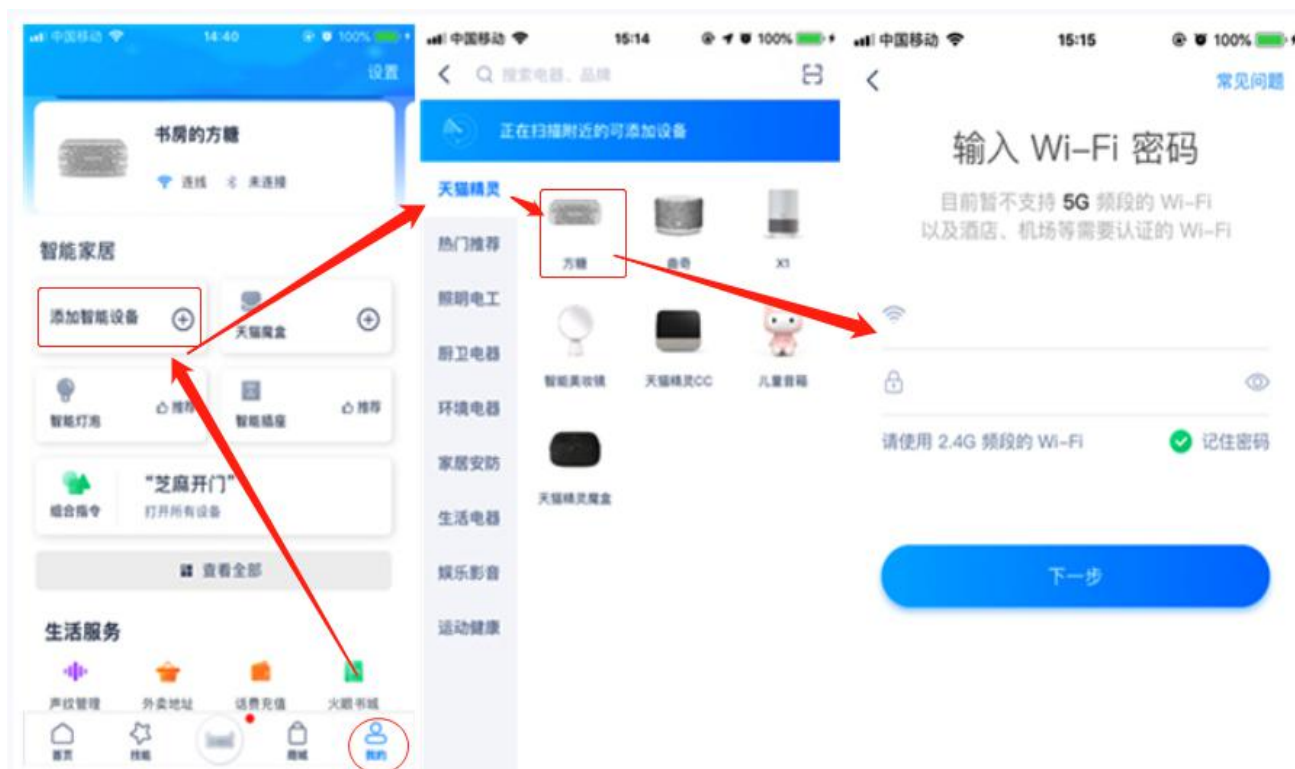 中国移动 14:40 100%
设置
书房的方糖
连线 未连接
智能家居
添加智能设备
天猫魔盒
智能灯泡 推荐
智能插座 推荐
组合指令
“芝麻开门”
打开所有设备
查看全部
生活服务
声纹管理 外卖地址 话费充值 火眼书城
首页 技能 商城 我的
中国移动 15:14 100%
搜索电器、品牌
正在扫描附近的可添加设备
天猫精灵
热门推荐
照明电工
厨卫电器
环境电器
家居安防
生活电器
娱乐影音
运动健康
方糖 曲奇 X1
智能美妆镜 天猫精灵CC 儿童音箱
天猫精灵魔盒
中国移动 15:15 100%
常见问题
输入 Wi-Fi 密码
目前暂不支持 5G 频段的 Wi-Fi
以及酒店、机场等需要认证的 Wi-Fi
请使用 2.4G 频段的 Wi-Fi 记住密码
下一步